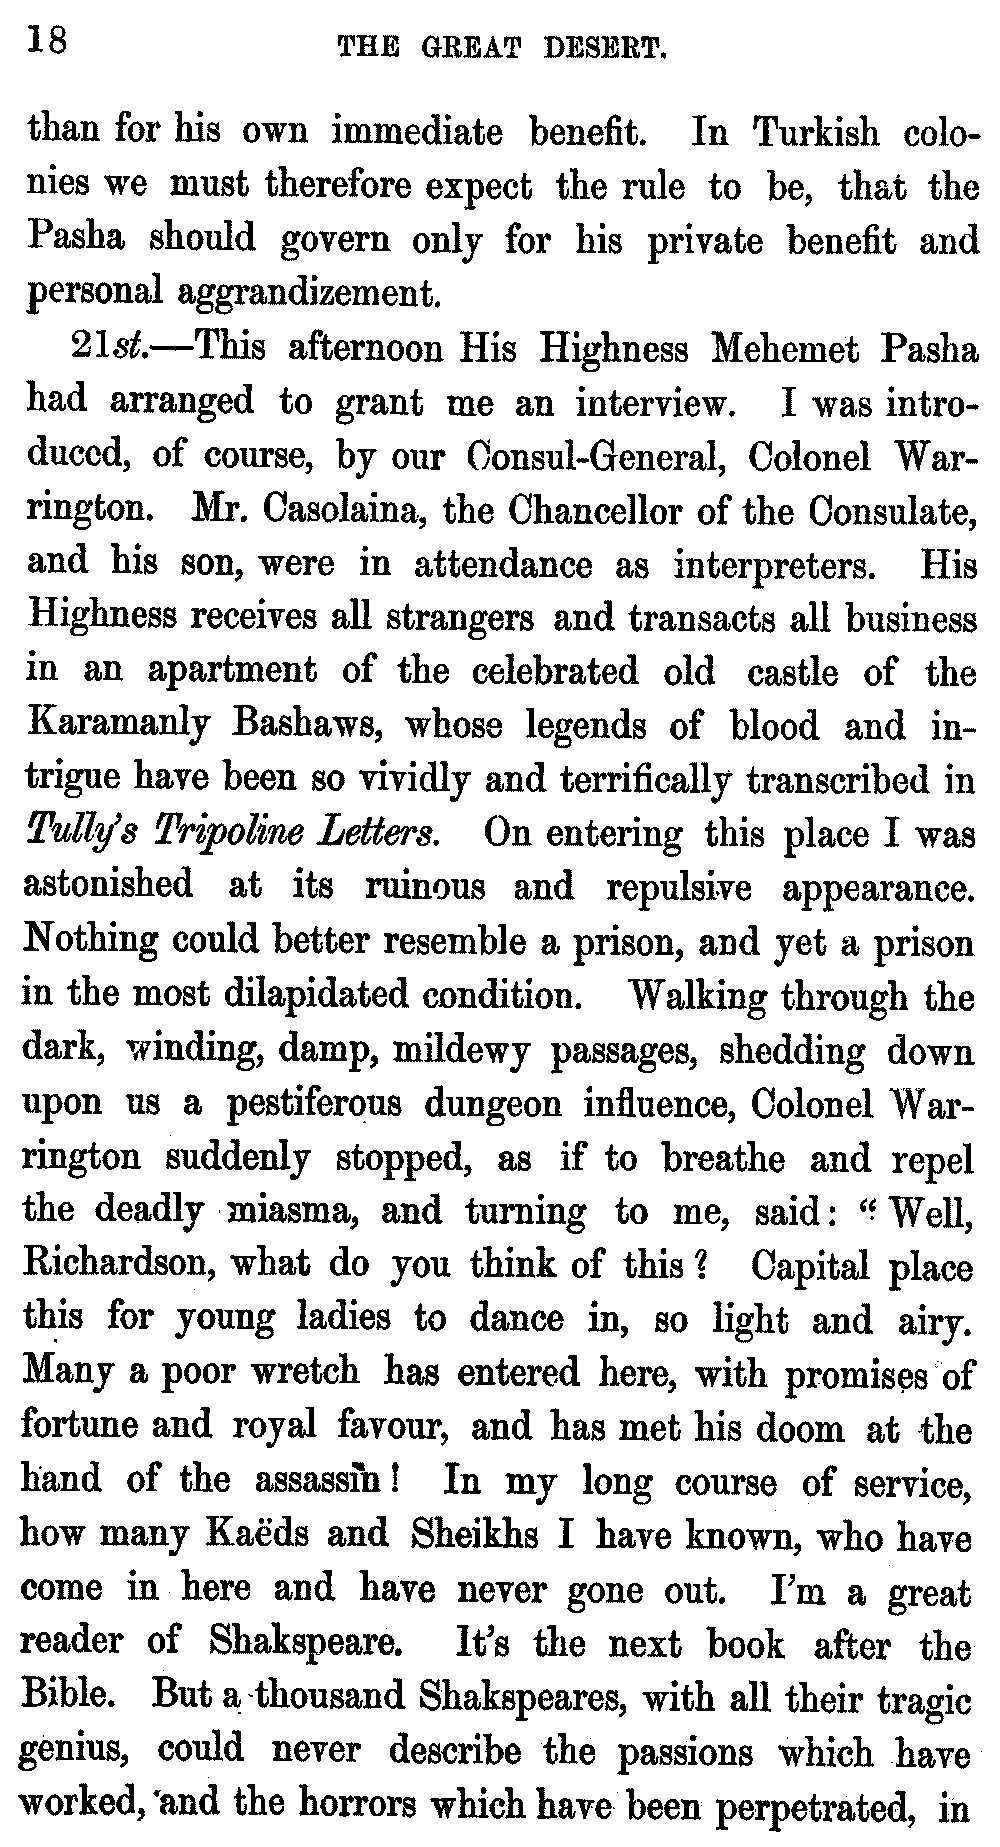 18 THE GREAT DESERT.
than for his own immediate benefit. In Turkish colo-
nies we must therefore expect the rule to be, that the
Pasha should govern only for his private benefit and
personal aggrandizement.
21st.—This afternoon His Highness Mehemet Pasha
had arranged to grant me an interview. I was intro-
duced, of course, by our Consul-General, Colonel War-
rington. Mr. Casolaina, the Chancellor of the Consulate,
and his son, were in attendance as interpreters. His
Highness receives all strangers and transacts all business
in an apartment of the celebrated old castle of the
Karamanly Bashaws, whose legends of blood and in-
trigue have been so vividly and terrifically transcribed in
Tully's Tripoline Letters. On entering this place I was
astonished at its ruinous and repulsive appearance.
Nothing could better resemble a prison, and yet a prison
in the most dilapidated condition. Walking through the
dark, winding, damp, mildewy passages, shedding down
upon us a pestiferous dungeon influence, Colonel War-
rington suddenly stopped, as if to breathe and repel
the deadly miasma, and turning to me, said: “Well,
Richardson, what do you think of this? Capital place
this for young ladies to dance in, so light and airy.
Many a poor wretch has entered here, with promises of
fortune and royal favour, and has met his doom at the
hand of the assassin! In my long course of service,
how many Kaëds and Sheikhs I have known, who have
come in here and have never gone out. I'm a great
reader of Shakspeare. It's the next book after the
Bible. But a thousand Shakspeares, with all their tragic
genius, could never describe the passions which have
worked, and the horrors which have been perpetrated, in